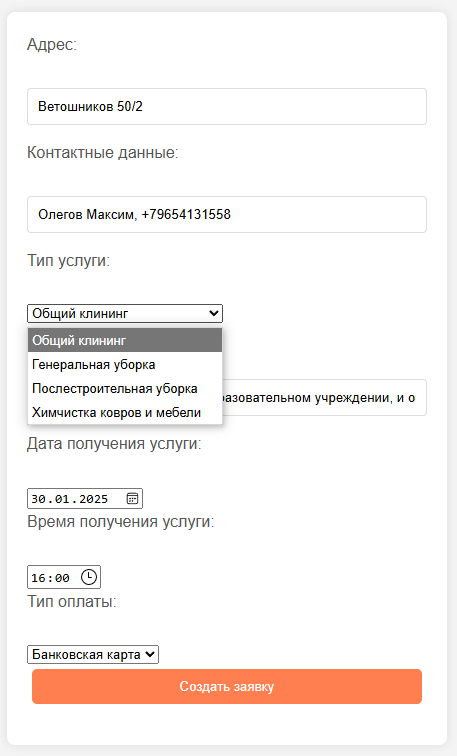 Адрес:
Ветошников 50/2
Контактные данные:
Олегов Максим, +79654131558
Тип услуги:
Общий клининг
Общий клининг
Генеральная уборка
Послестроительная уборка
Химчистка ковров и мебели
учреждении, и о
Дата получения услуги:
30.01.2025
Время получения услуги:
16:00
Тип оплаты:
Банковская карта
Создать заявку